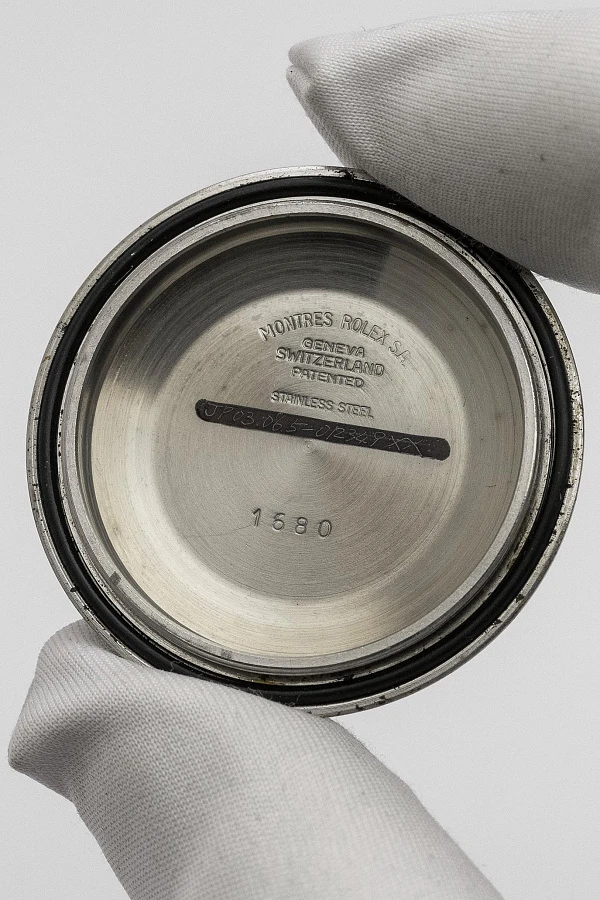 MONTRES ROLEX S.A.
GENEVA
SWITZERLAND
PATENTED
STAINLESS STEEL
1680